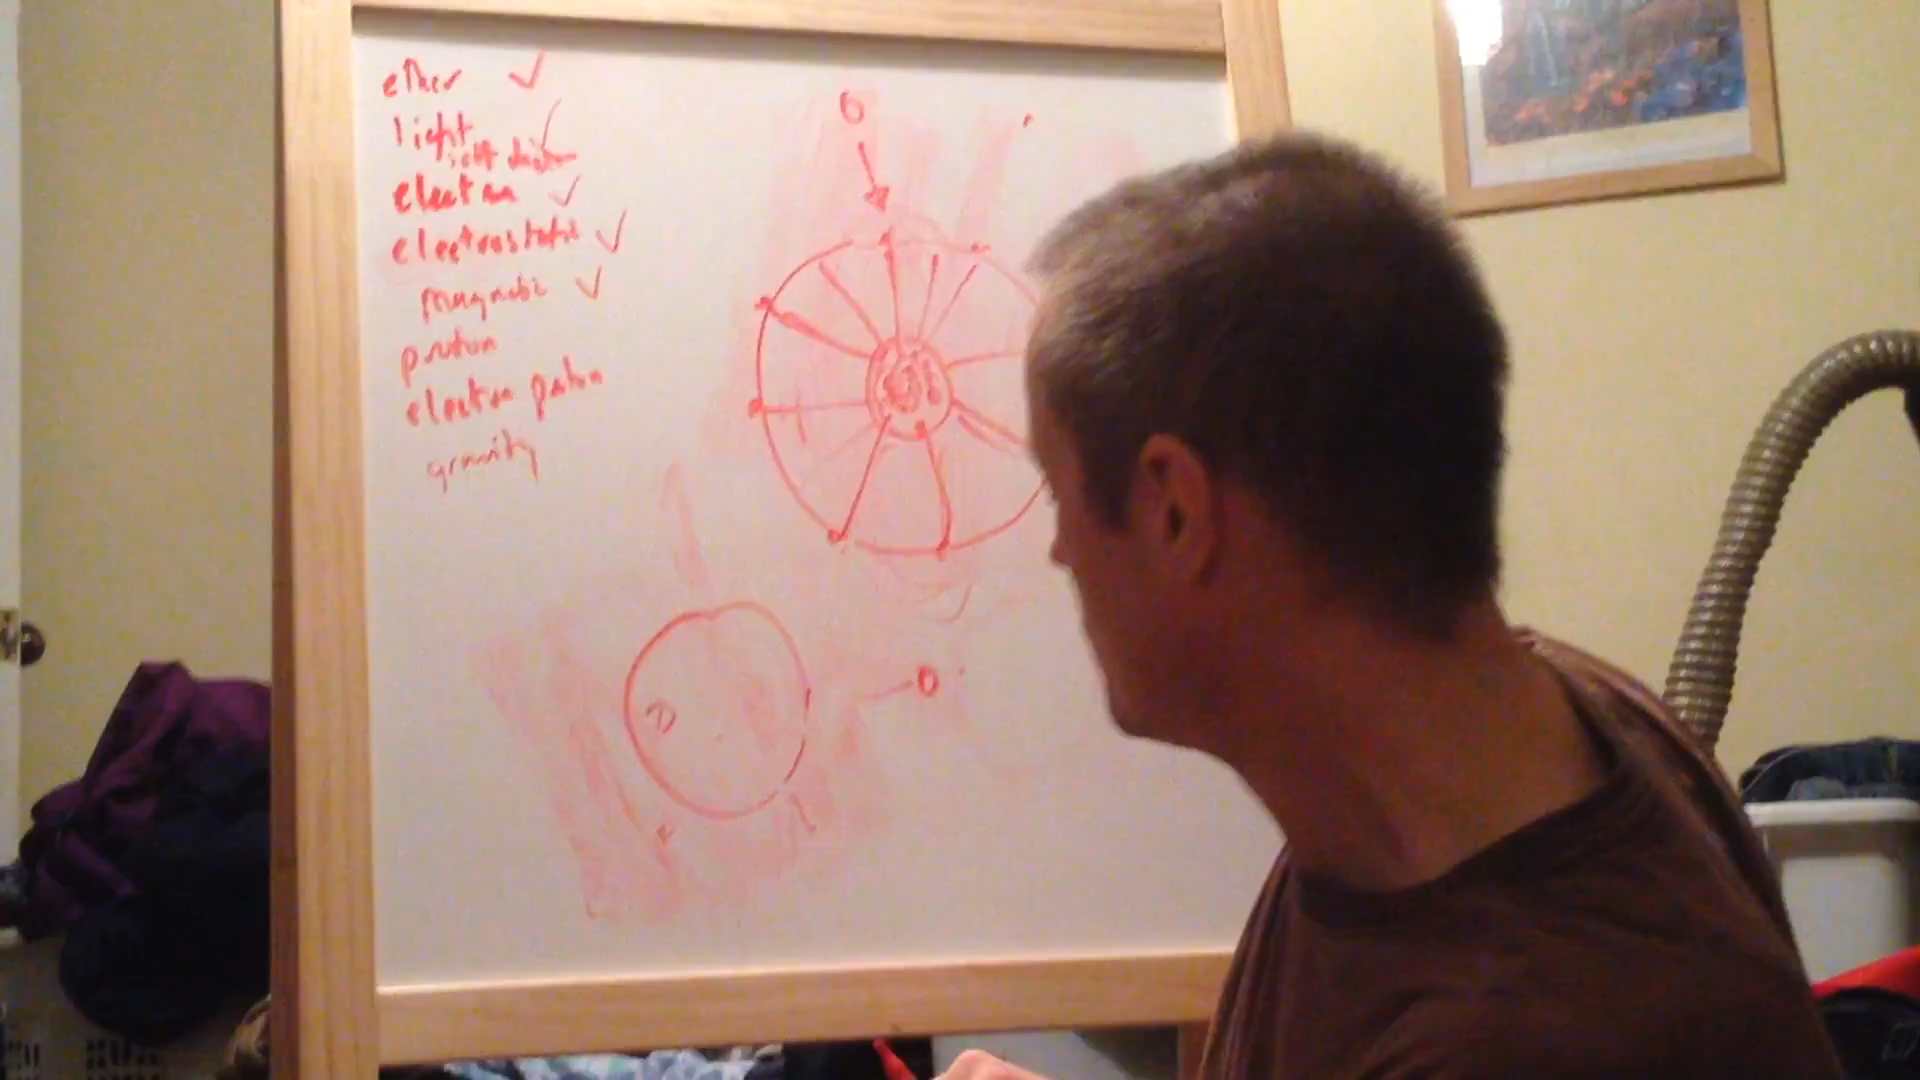 ether
light
electron
electrostatic
magnetic
proton
electron proton
gravity